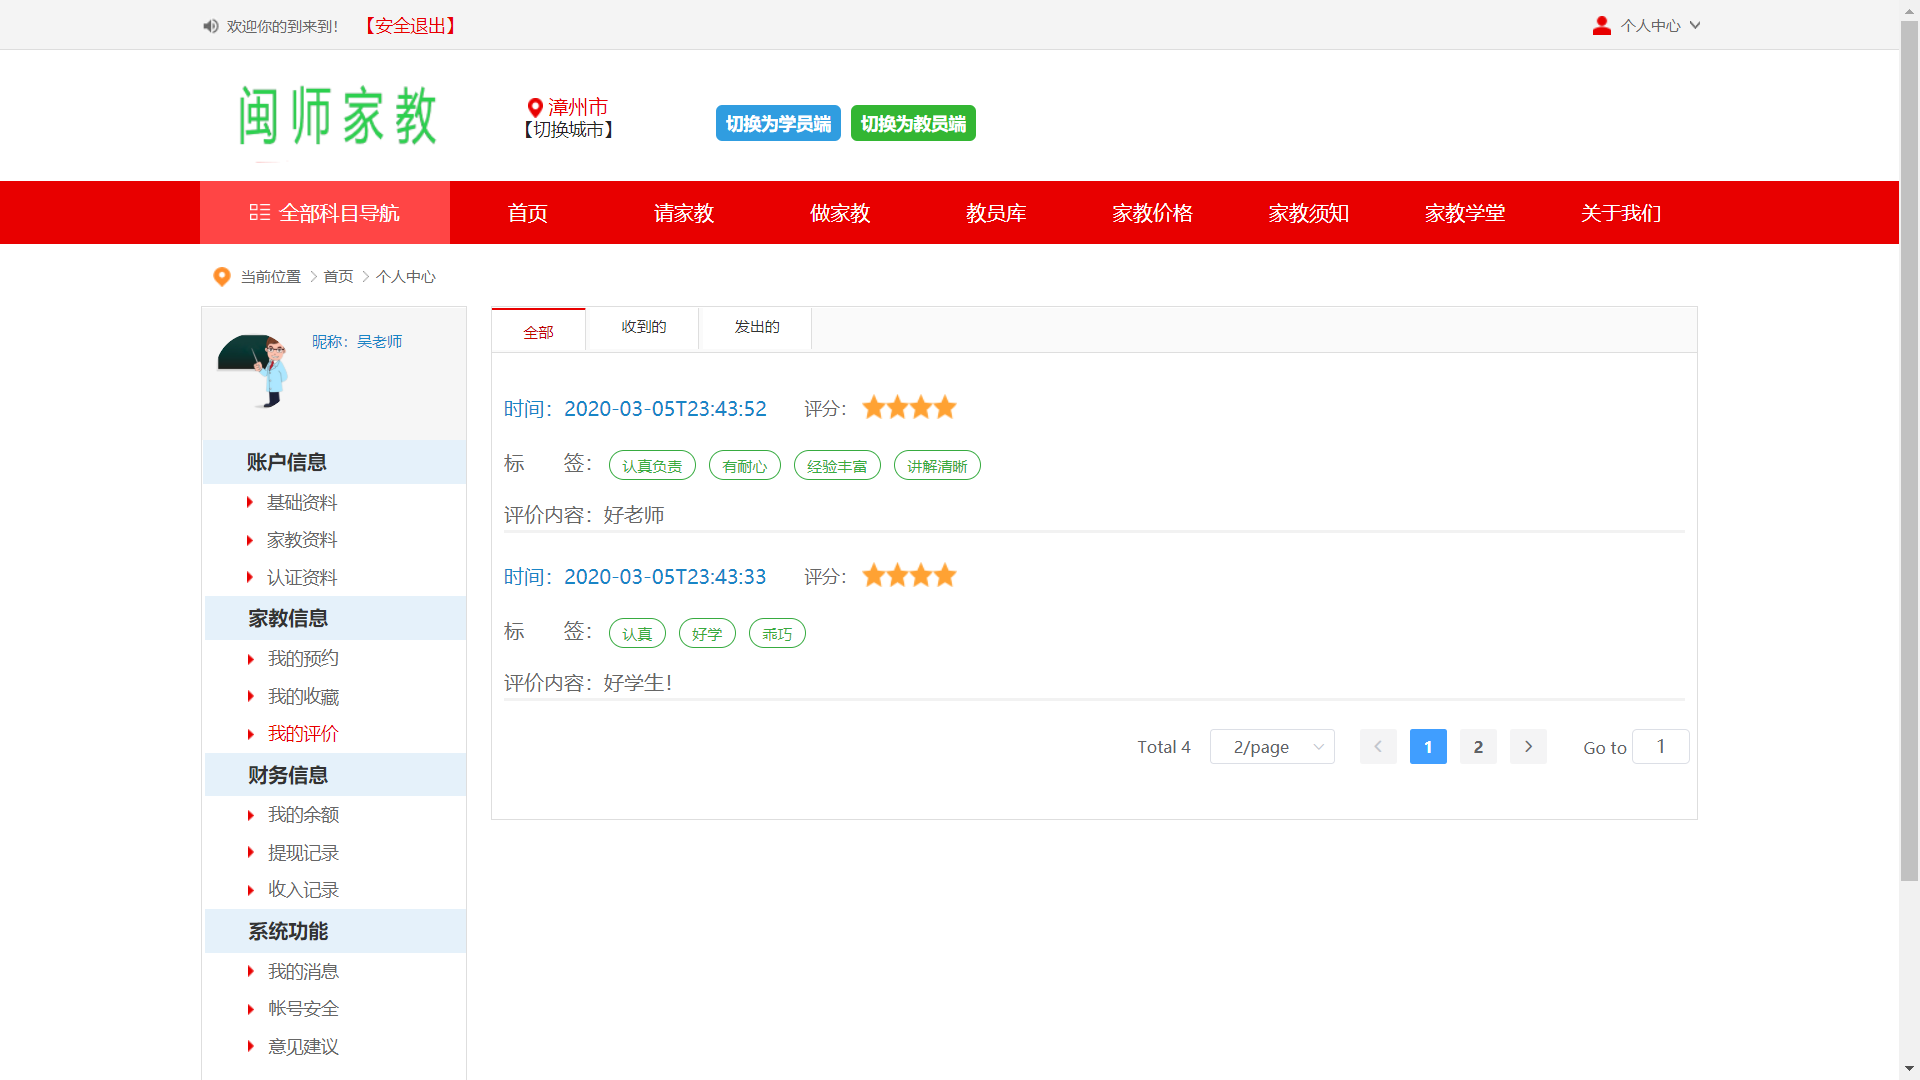 欢迎你的到来到！ 【安全退出】 个人中心
闽师家教
漳州市
【切换城市】
切换为学员端 切换为教员端
全部科目导航 首页 请家教 做家教 教员库 家教价格 家教须知 家教学堂 关于我们
当前位置 首页 个人中心
昵称：吴老师
账户信息
基础资料
家教资料
认证资料
家教信息
我的预约
我的收藏
我的评价
财务信息
我的余额
提现记录
收入记录
系统功能
我的消息
帐号安全
意见建议
全部 收到的 发出的
时间：2020-03-05T23:43:52 评分：
标 签： 认真负责 有耐心 经验丰富 讲解清晰
评价内容：好老师
时间：2020-03-05T23:43:33 评分：
标 签： 认真 好学 乖巧
评价内容：好学生！
Total 4 2/page 1 2 Go to 1